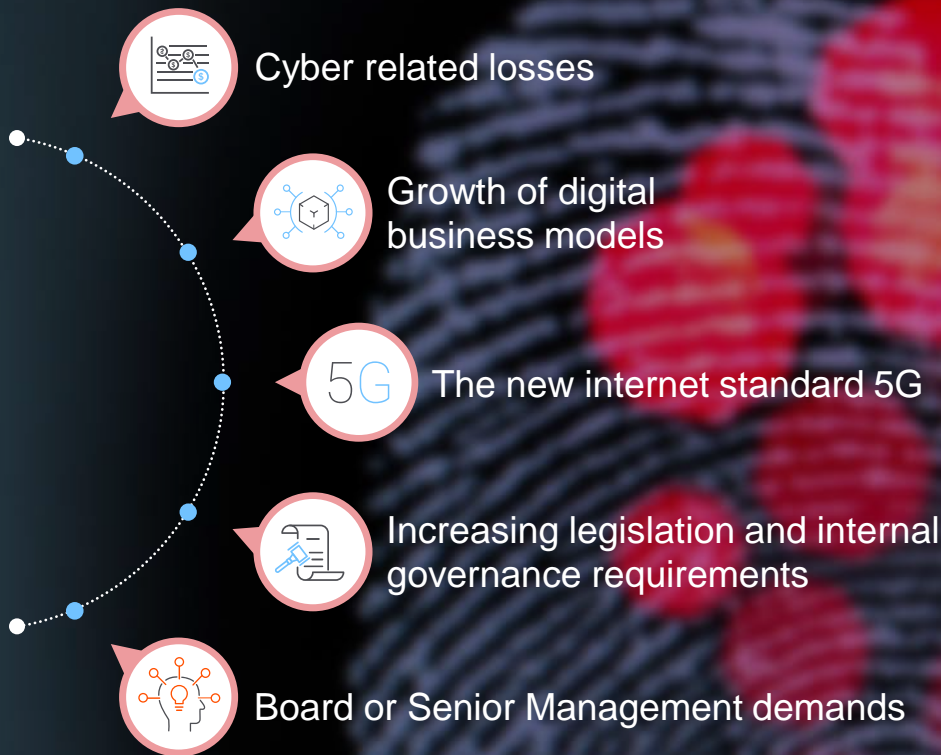 Cyber related losses
Growth of digital
business models
5G
The new internet standard 5G
Increasing legislation and internal
governance requirements
Board or Senior Management demands